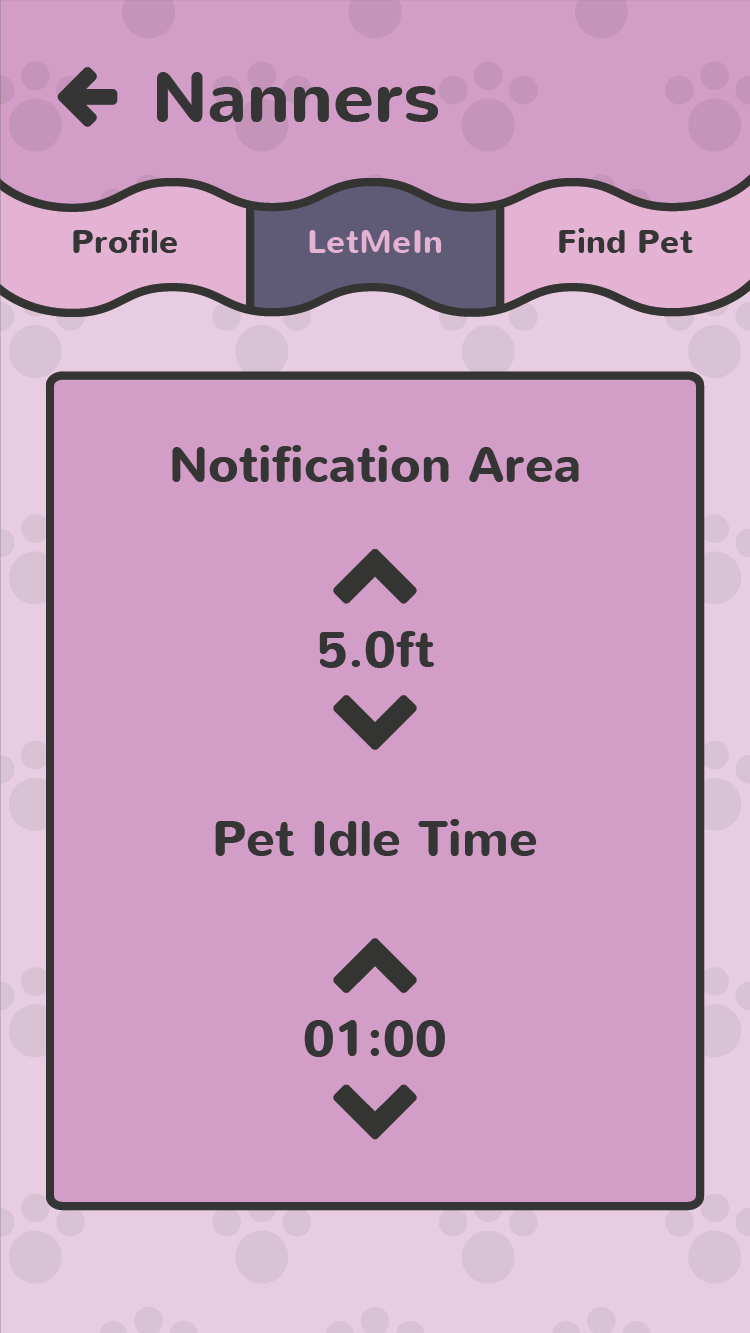 Nanners
Profile
LetMeIn
Find Pet
Notification Area
5.0ft
Pet Idle Time
01:00